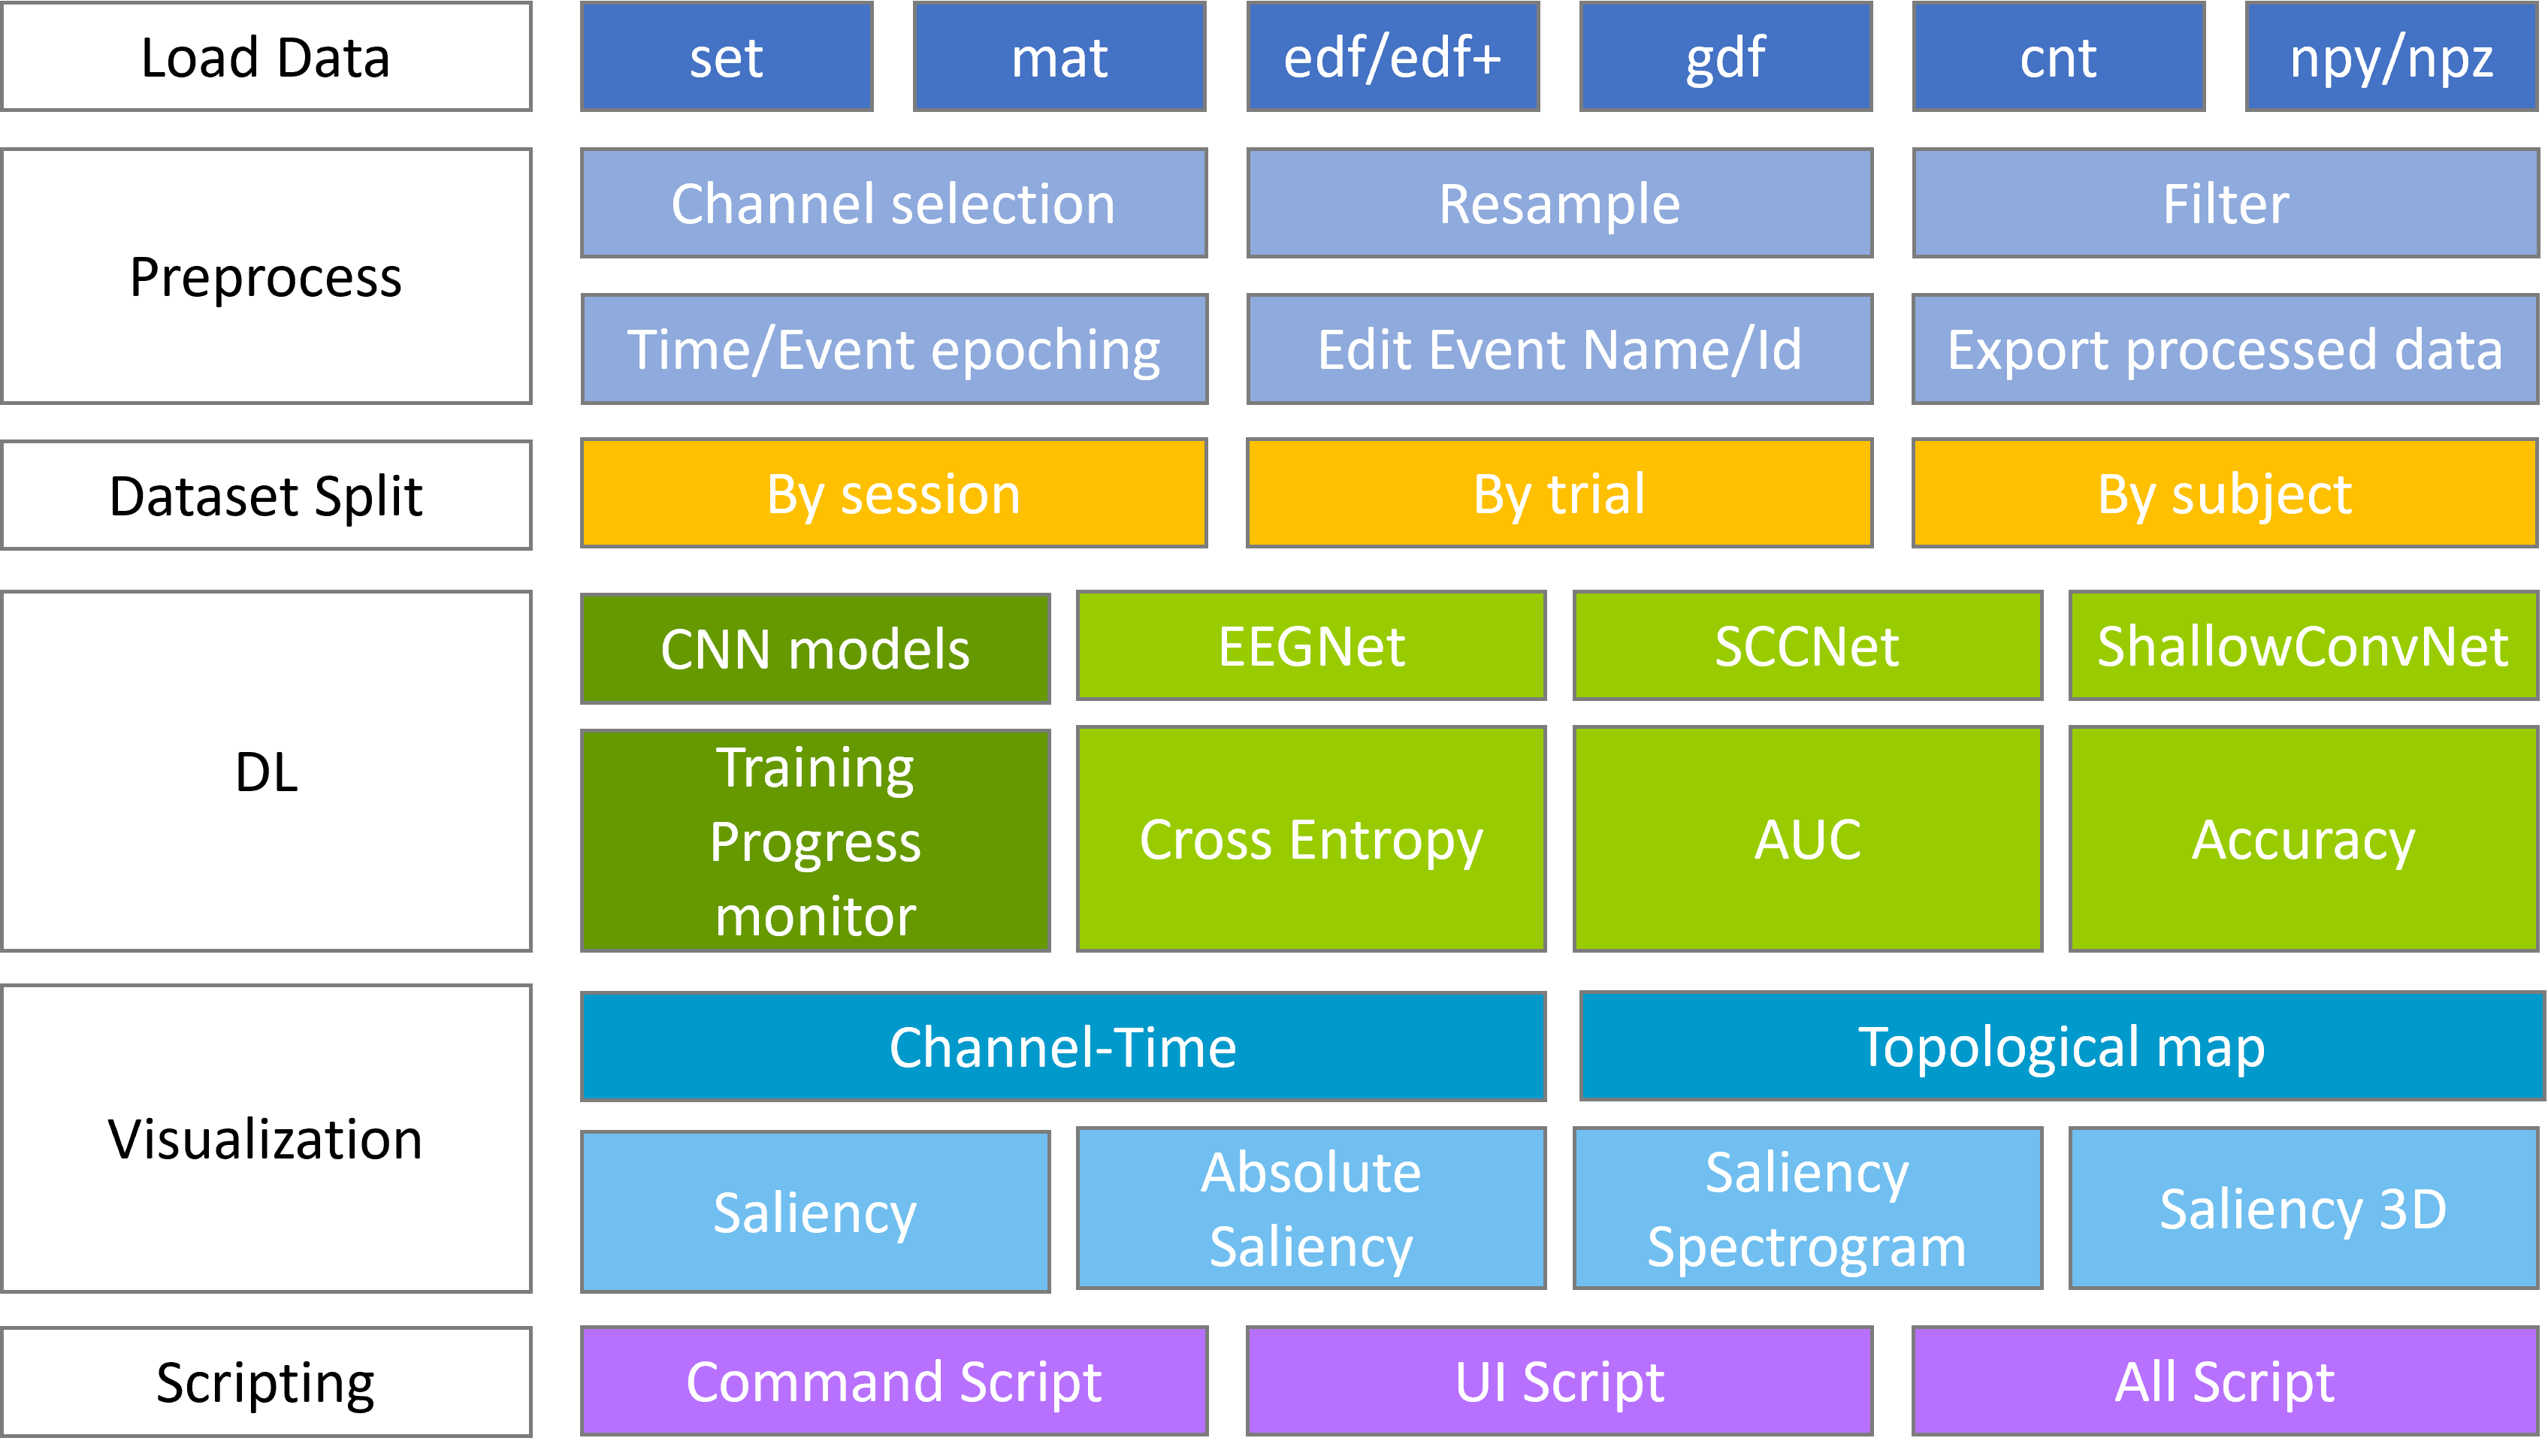 Load Data
set
mat
edf/edf+
gdf
cnt
npy/npz
Preprocess
Channel selection
Resample
Filter
Time/Event epoching
Edit Event Name/Id
Export processed data
Dataset Split
By session
By trial
By subject
DL
CNN models
EEGNet
SCCNet
ShallowConvNet
Training
Progress
monitor
Cross Entropy
AUC
Accuracy
Visualization
Channel-Time
Topological map
Saliency
Absolute
Saliency
Saliency
Spectrogram
Saliency 3D
Scripting
Command Script
UI Script
All Script